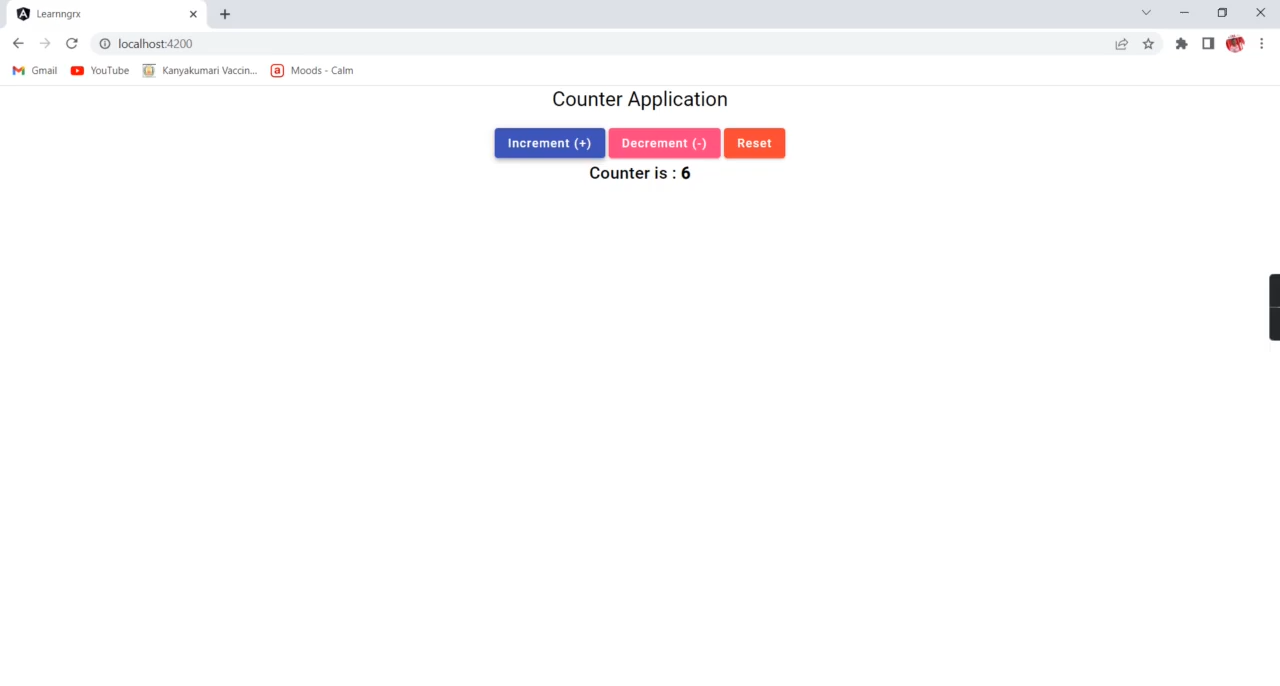 Learnngrx
localhost:4200
Gmail YouTube Kanyakumari Vaccin... a Moods - Calm
Counter Application
Increment (+) Decrement (-) Reset
Counter is : 6